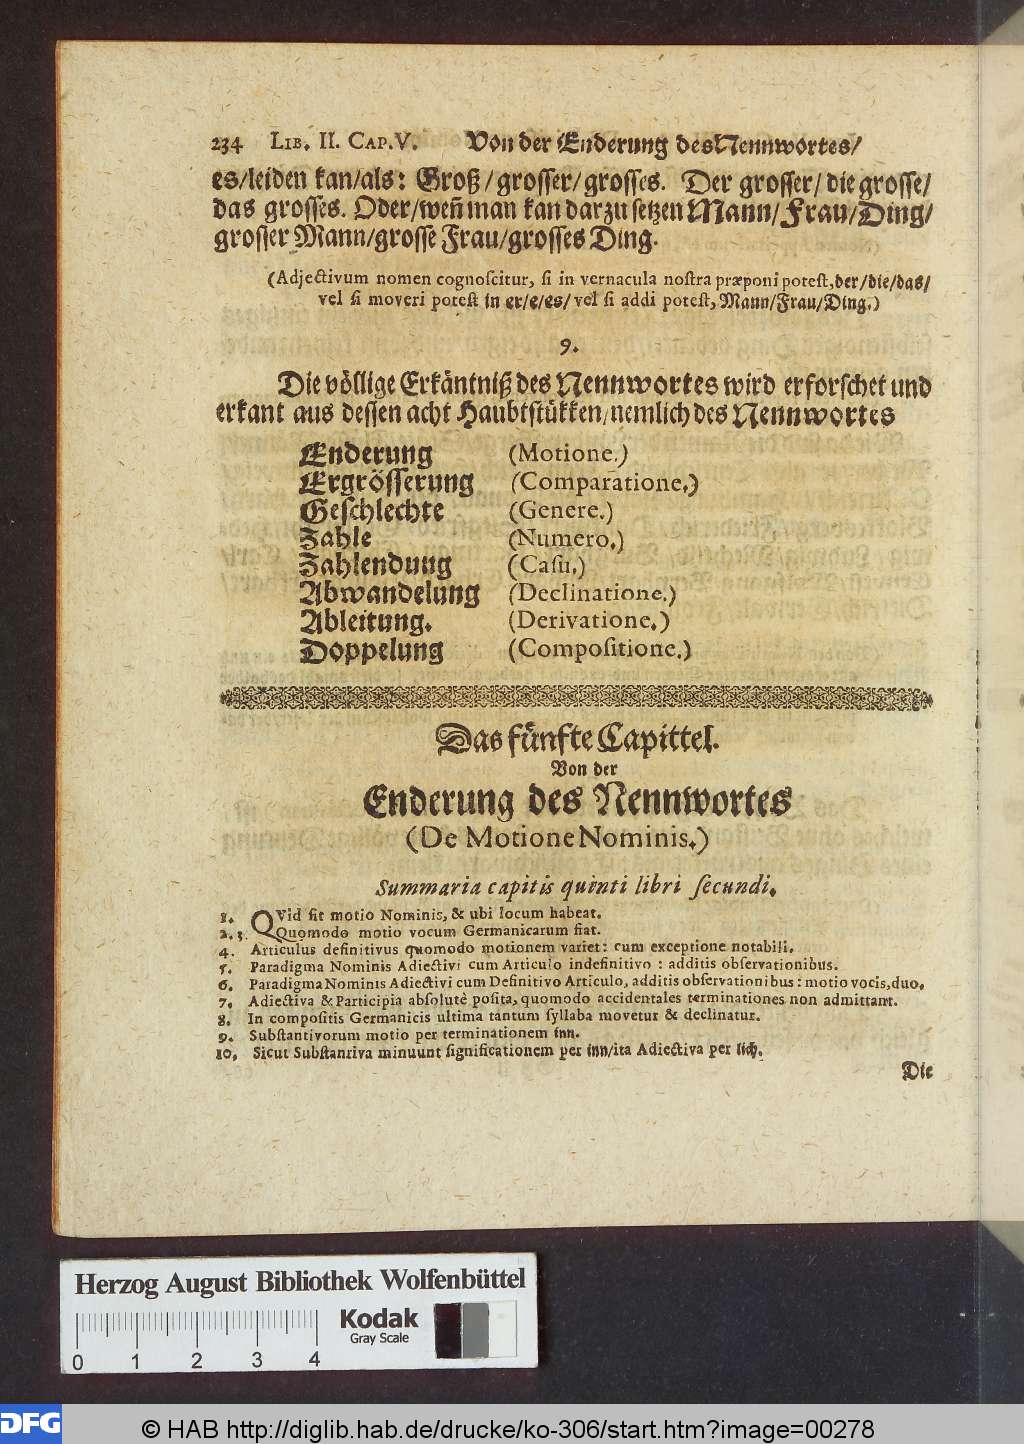 234 LIB. II. CAP.V. Von der Enderung des Nennwortes/
es/leiden kan/als: Groß/grosser/grosses. Der grosser/die grosse/
das grosses. Oder/weñ man kan darzu setzen Mann/Frau/Ding/
grosser Mann/grosse Frau/grosses Ding.
(Adjectivum nomen cognoscitur, si in vernacula nostra præponi potest,der/die/das/
vel si moveri potest in er/e/es/ vel si addi potest, Mann/Frau/Ding.)
9.
Die völlige Erkäntniß des Nennwortes wird erforschet und
erkant aus dessen acht Haubtstükken/nemlich des Nennwortes
Enderung (Motione.)
Ergrösserung (Comparatione.)
Geschlechte (Genere.)
Zahle (Numero.)
Zahlendung (Casu.)
Abwandelung (Declinatione.)
Ableitung. (Derivatione.)
Doppelung (Compositione.)
Das fünfte Capittel.
Von der
Enderung des Nennwortes
(De Motione Nominis.)
Summaria capitis quinti libri secundi.
1. QVid sit motio Nominis, & ubi locum habeat.
2.3. Quomodo motio vocum Germanicarum fiat.
4. Articulus definitivus quomodo motionem variet: cum exceptione notabili.
5. Paradigma Nominis Adiectivi cum Articulo indefinitivo : additis observationibus.
6. Paradigma Nominis Adiectivi cum Definitivo Articulo, additis observationibus: motio vocis,duo.
7. Adiectiva & Participia absolutè posita, quomodo accidentales terminationes non admittant.
8. In compositis Germanicis ultima tantum syllaba movetur & declinatur.
9. Substantivorum motio per terminationem inn.
10. Sicut Substantiva minuunt significationem per inn/ita Adiectiva per lich.
Die
Herzog August Bibliothek Wolfenbüttel
Kodak
Gray Scale
0 1 2 3 4
DFG
© HAB http://diglib.hab.de/drucke/ko-306/start.htm?image=00278